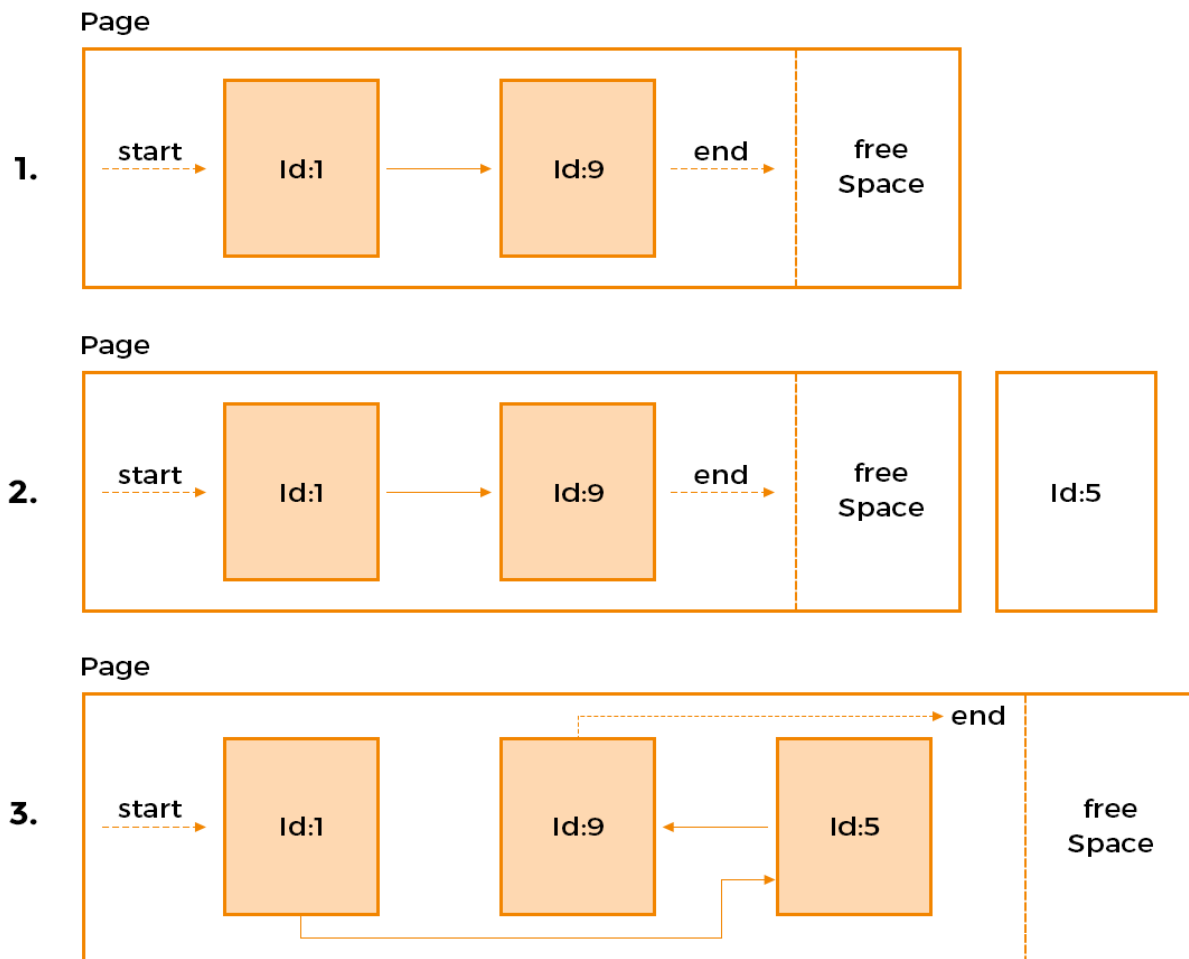 Page
1.
start
Id:1
Id:9
end
free
Space
Page
2.
start
Id:1
Id:9
end
free
Space
Id:5
Page
3.
start
Id:1
Id:9
Id:5
end
free
Space